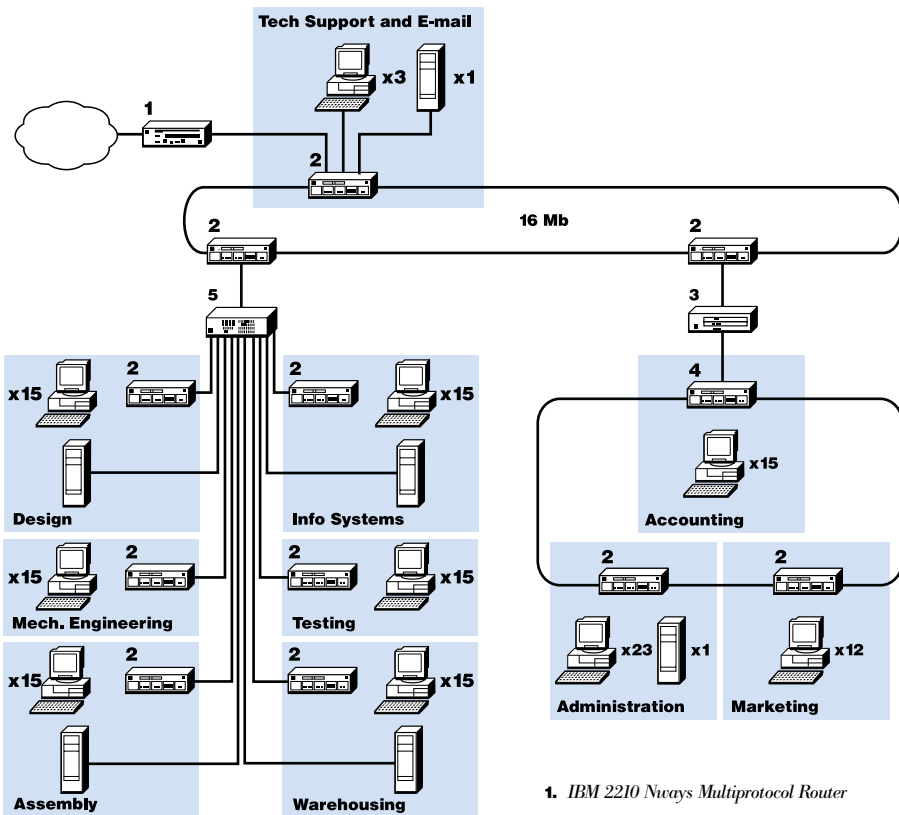 Tech Support and E-mail
x3
x1
1
2
16 Mb
2
2
5
3
x15
2
2
x15
4
x15
Design
Info Systems
Accounting
x15
2
2
x15
2
2
Mech. Engineering
Testing
x15
2
2
x15
x23
x1
x12
Administration
Marketing
Assembly
Warehousing
1. IBM 2210 Nways Multiprotocol Router